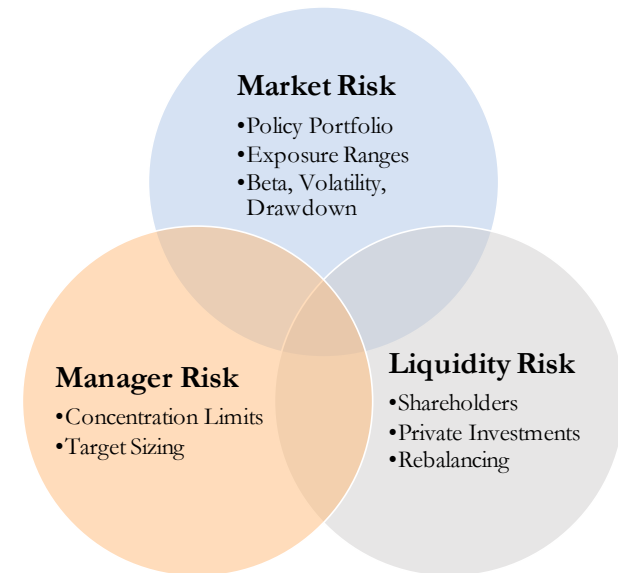 Market Risk
•Policy Portfolio
•Exposure Ranges
•Beta, Volatility,
Drawdown
Manager Risk
•Concentration Limits
•Target Sizing
Liquidity Risk
•Shareholders
•Private Investments
•Rebalancing